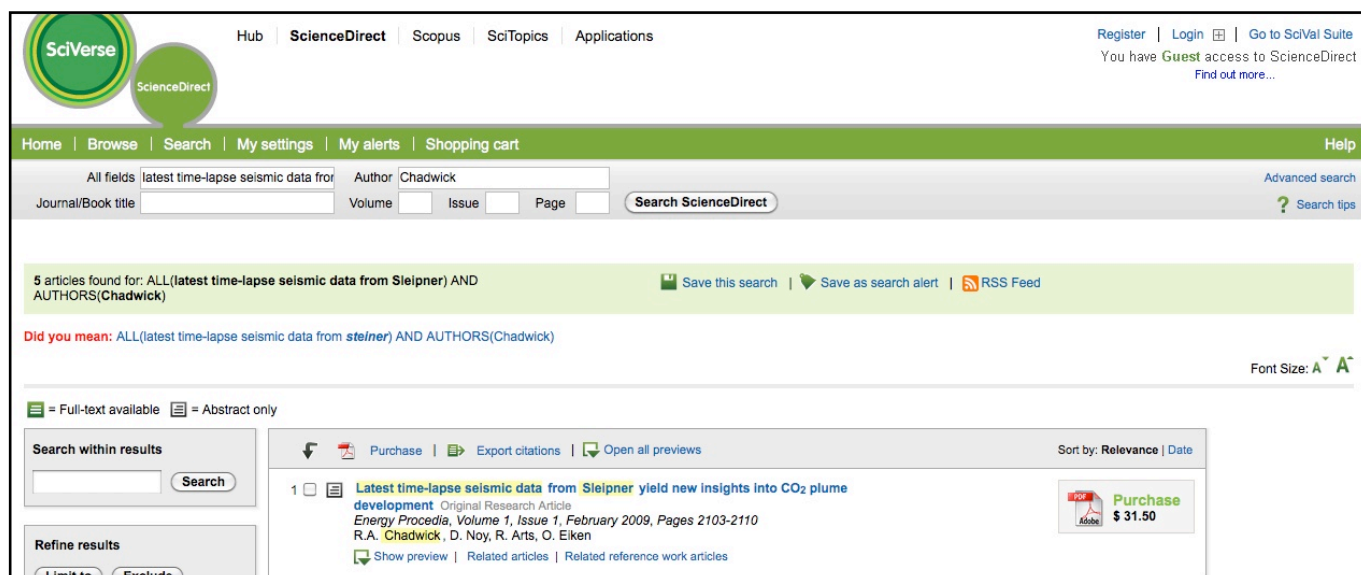 SciVerse
ScienceDirect
Hub ScienceDirect Scopus SciTopics Applications
Register | Login | Go to SciVal Suite
You have Guest access to ScienceDirect
Find out more...
Home | Browse | Search | My settings | My alerts | Shopping cart Help
All fields latest time-lapse seismic data from Author Chadwick Advanced search
Journal/Book title Volume Issue Page Search ScienceDirect ? Search tips
5 articles found for: ALL(latest time-lapse seismic data from Sleipner) AND
AUTHORS(Chadwick)
Save this search | Save as search alert | RSS Feed
Did you mean: ALL(latest time-lapse seismic data from steiner) AND AUTHORS(Chadwick)
Font Size: A A
= Full-text available = Abstract only
Search within results
Search
Refine results
Limit to Exclude
Purchase | Export citations | Open all previews Sort by: Relevance | Date
1 Latest time-lapse seismic data from Sleipner yield new insights into CO2 plume
development Original Research Article
Energy Procedia, Volume 1, Issue 1, February 2009, Pages 2103-2110
R.A. Chadwick, D. Noy, R. Arts, O. Eiken
Show preview | Related articles | Related reference work articles
PDF
Adobe
Purchase
$ 31.50